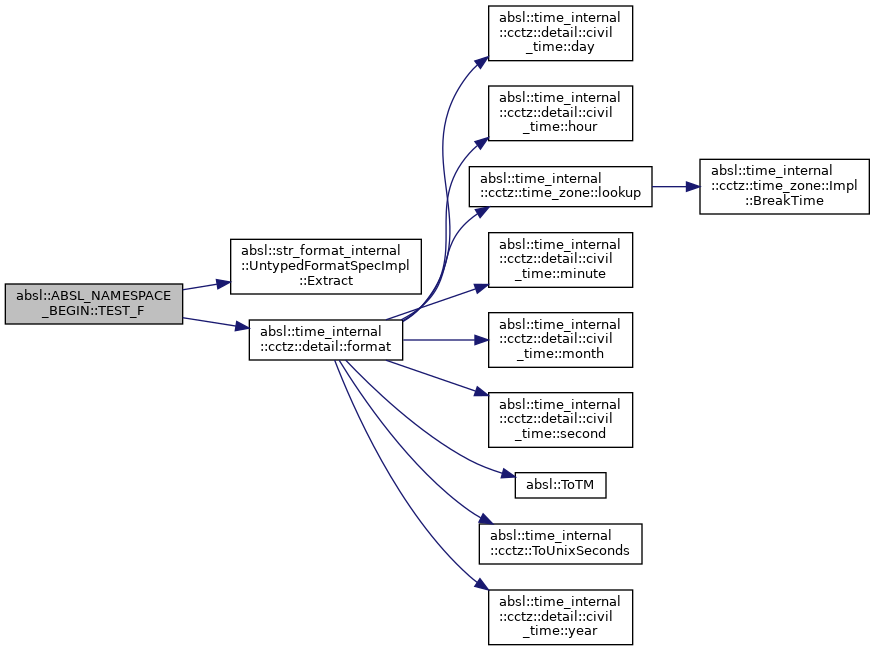 absl::time_internal
::cctz::detail::civil
_time::day
absl::time_internal
::cctz::detail::civil
_time::hour
absl::time_internal
::cctz::time_zone::lookup
absl::time_internal
::cctz::time_zone::Impl
::BreakTime
absl::str_format_internal
::UntypedFormatSpecImpl
::Extract
absl::time_internal
::cctz::detail::civil
_time::minute
absl::ABSL_NAMESPACE
_BEGIN::TEST_F
absl::time_internal
::cctz::detail::format
absl::time_internal
::cctz::detail::civil
_time::month
absl::time_internal
::cctz::detail::civil
_time::second
absl::ToTM
absl::time_internal
::cctz::ToUnixSeconds
absl::time_internal
::cctz::detail::civil
_time::year